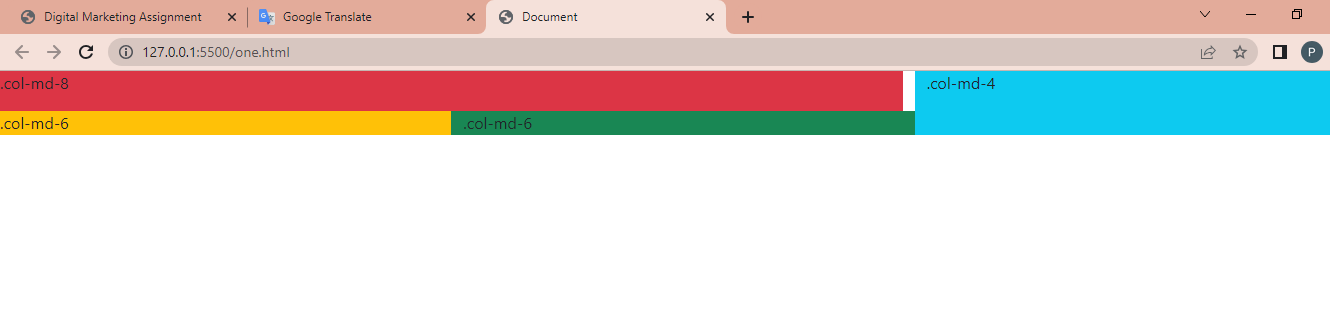 Digital Marketing Assignment
Google Translate
Document
127.0.0.1:5500/one.html
P
.col-md-8
.col-md-4
.col-md-6
.col-md-6